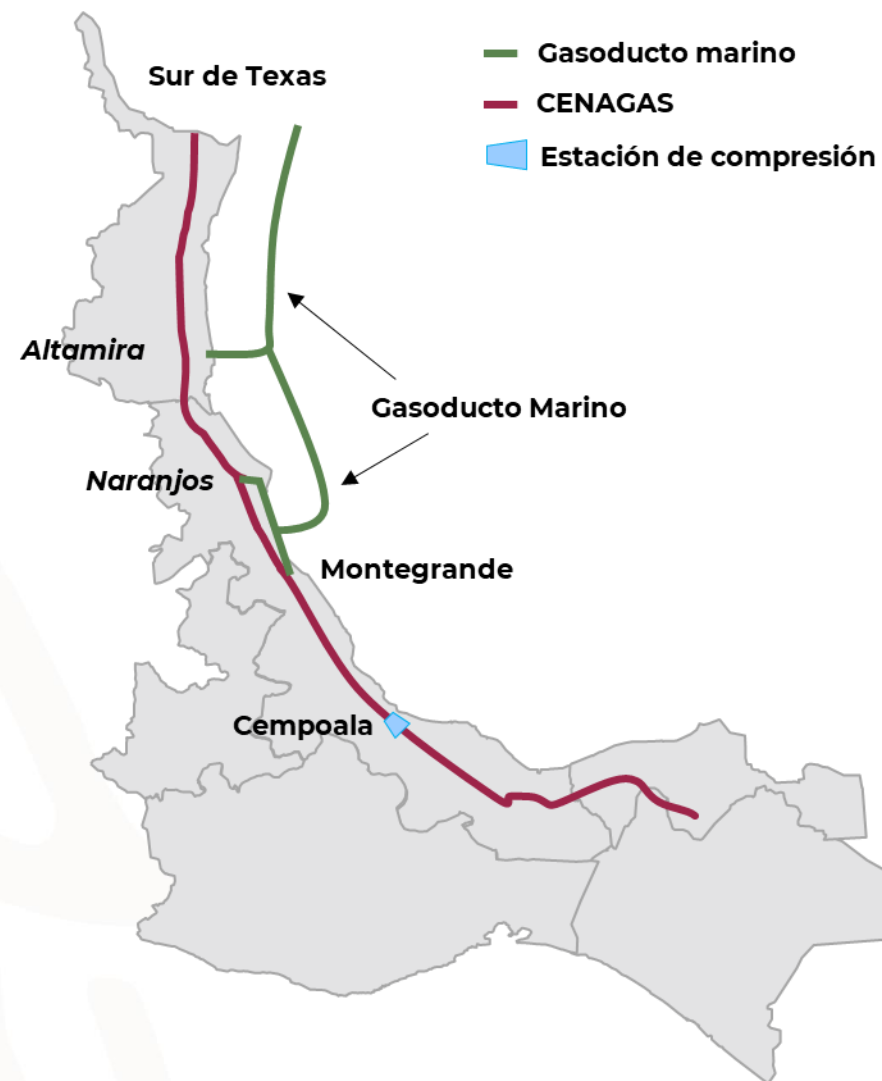 Sur de Texas
Gasoducto marino
CENAGAS
Estación de compresión
Altamira
Gasoducto Marino
Naranjos
Montegrande
Cempoala